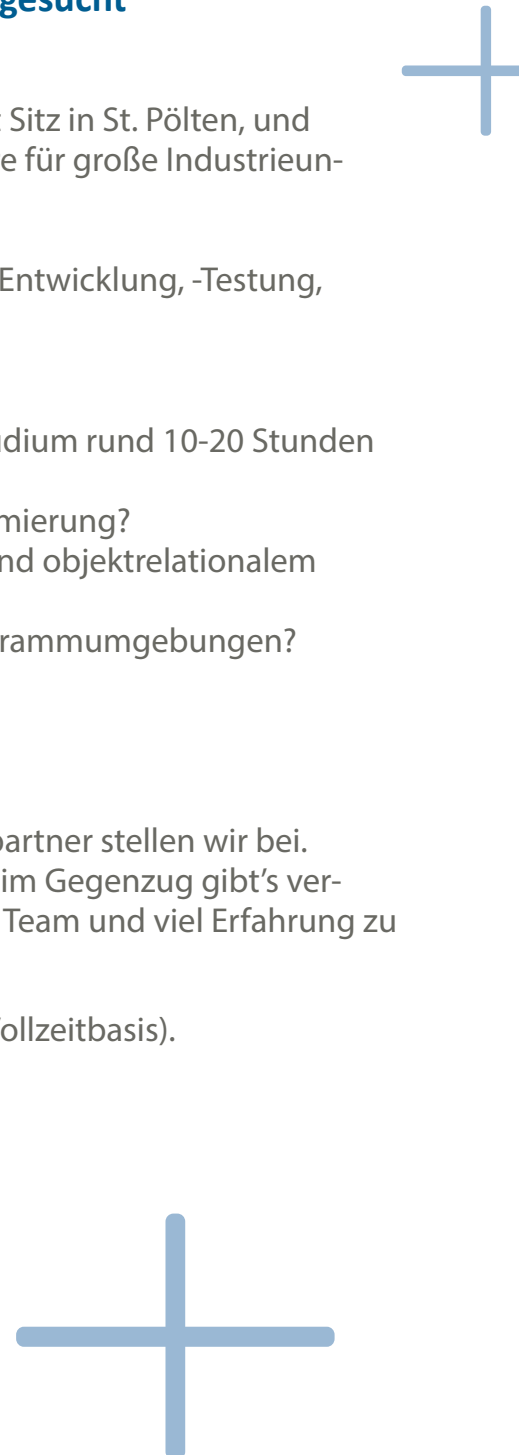 gesucht
Sitz in St. Pölten, und
e für große Industrieun-
Entwicklung, -Testung,
udium rund 10-20 Stunden
mierung?
nd objektrelationalem
rammumgebungen?
partner stellen wir bei.
im Gegenzug gibt's ver-
Team und viel Erfahrung zu
ollzeitbasis).